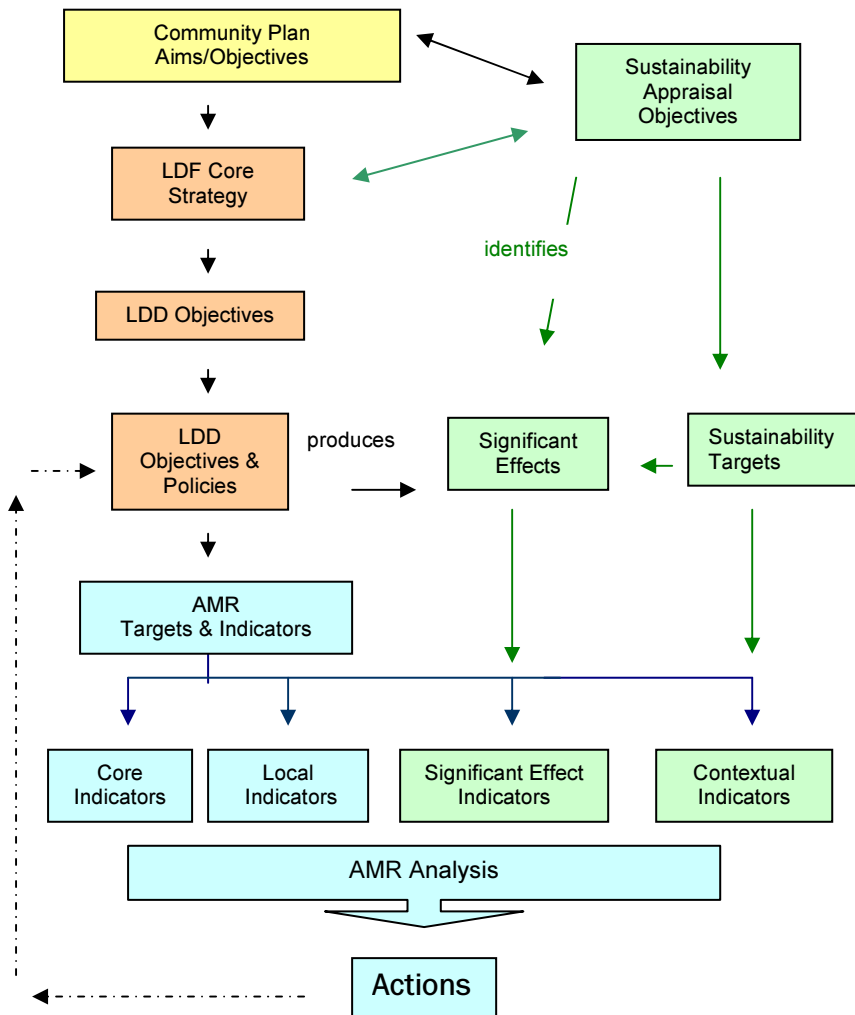 Community Plan
Aims/Objectives
Sustainability
Appraisal
Objectives
LDF Core
Strategy
identifies
LDD Objectives
LDD
Objectives &
Policies
produces
Significant
Effects
Sustainability
Targets
AMR
Targets & Indicators
Core
Indicators
Local
Indicators
Significant Effect
Indicators
Contextual
Indicators
AMR Analysis
Actions